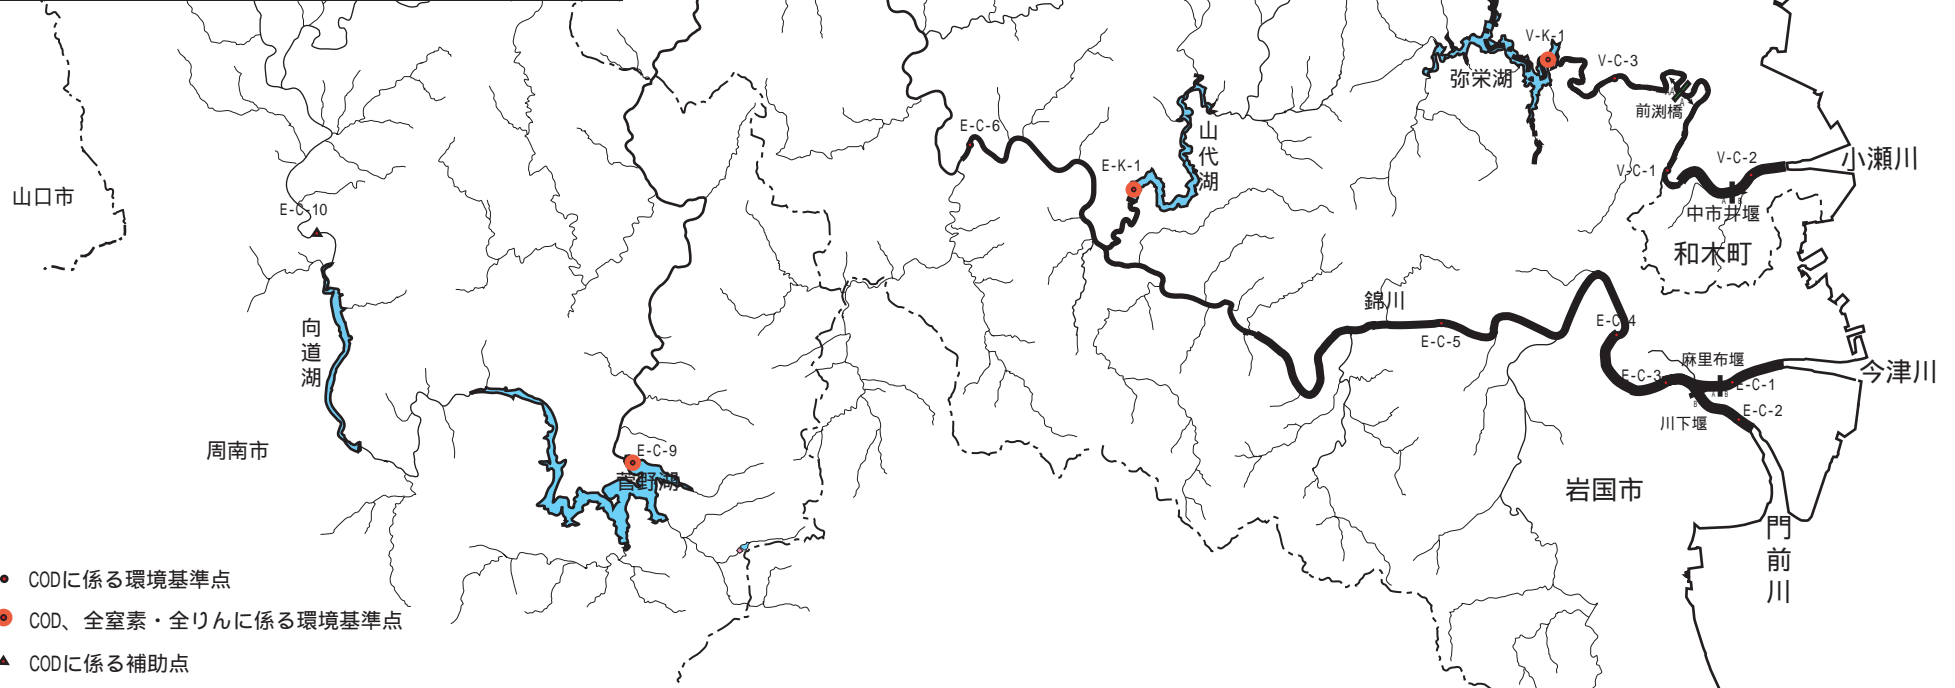 V-K-1
V-C-3
弥栄湖
前渕橋
E-C-6
山代湖
E-K-1
V-C-1
V-C-2
小瀬川
山口市
E-C-10
中市井堰
和木町
錦川
向道湖
E-C-4
E-C-5
麻里布堰
E-C-3
E-C-1
今津川
E-C-2
川下堰
周南市
E-C-9
菅野湖
岩国市
門前川
CODに係る環境基準点
COD、全窒素・全りんに係る環境基準点
CODに係る補助点